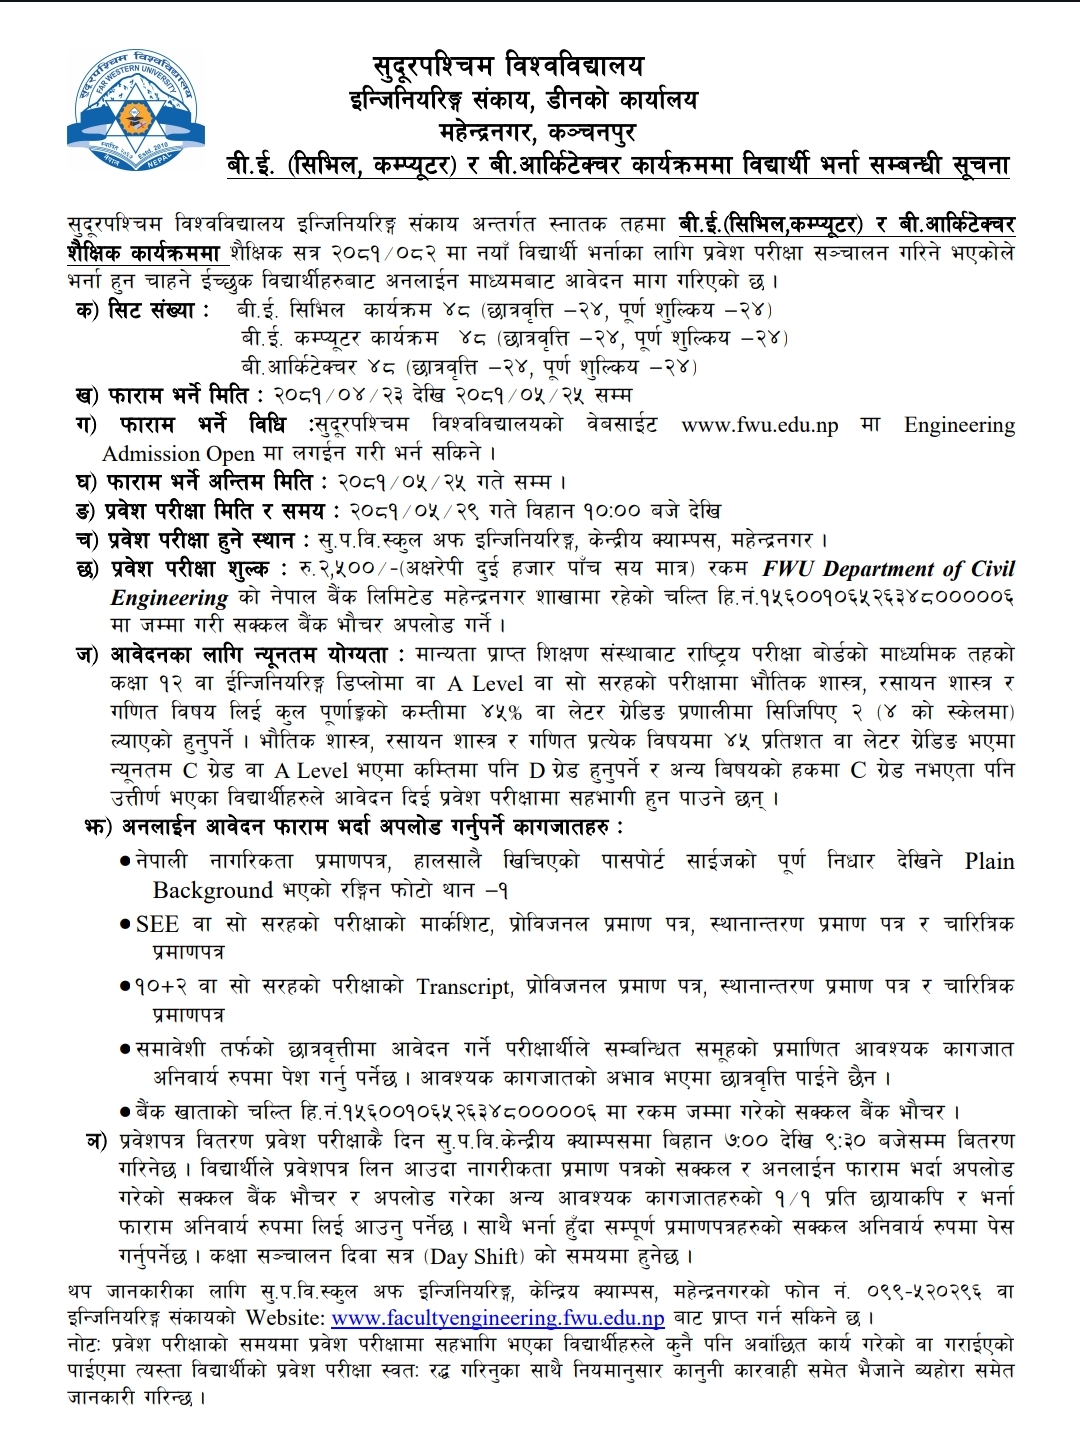 सुदूरपश्चिम विश्वविद्यालय
FAR WESTERN UNIVERSITY
स्थापित २०६७ Estd. 2010
नेपाल NEPAL
सुदूरपश्चिम विश्वविद्यालय
इन्जिनियरिङ्ग संकाय, डीनको कार्यालय
महेन्द्रनगर, कञ्चनपुर
बी.ई. (सिभिल, कम्प्यूटर) र बी.आर्किटेक्चर कार्यक्रममा विद्यार्थी भर्ना सम्बन्धी सूचना
सुदूरपश्चिम विश्वविद्यालय इन्जिनियरिङ्ग संकाय अन्तर्गत स्नातक तहमा बी.ई.(सिभिल,कम्प्यूटर) र बी.आर्किटेक्चर
शैक्षिक कार्यक्रममा शैक्षिक सत्र २०८१/०८२ मा नयाँ विद्यार्थी भर्नाका लागि प्रवेश परीक्षा सञ्चालन गरिने भएकोले
भर्ना हुन चाहने ईच्छुक विद्यार्थीहरुबाट अनलाईन माध्यमबाट आवेदन माग गरिएको छ ।
क) सिट संख्या : बी.ई. सिभिल कार्यक्रम ४८ (छात्रवृत्ति –२४, पूर्ण शुल्किय –२४)
बी.ई. कम्प्यूटर कार्यक्रम ४८ (छात्रवृत्ति –२४, पूर्ण शुल्किय –२४)
बी.आर्किटेक्चर ४८ (छात्रवृत्ति –२४, पूर्ण शुल्किय –२४)
ख) फाराम भर्ने मिति : २०८१/०४/२३ देखि २०८१/०५/२५ सम्म
ग) फाराम भर्ने विधि :सुदूरपश्चिम विश्वविद्यालयको वेबसाईट www.fwu.edu.np मा Engineering
Admission Open मा लगईन गरी भर्न सकिने ।
घ) फाराम भर्ने अन्तिम मिति : २०८१/०५/२५ गते सम्म ।
ङ) प्रवेश परीक्षा मिति र समय : २०८१/०५/२९ गते विहान १०:०० बजे देखि
च) प्रवेश परीक्षा हुने स्थान : सु.प.वि.स्कुल अफ इन्जिनियरिङ्ग, केन्द्रीय क्याम्पस, महेन्द्रनगर ।
छ) प्रवेश परीक्षा शुल्क : रु.२,५००/-(अक्षरेपी दुई हजार पाँच सय मात्र) रकम FWU Department of Civil
Engineering को नेपाल बैंक लिमिटेड महेन्द्रनगर शाखामा रहेको चल्ति हि.नं.१५६००१०६५२६३४८००००००६
मा जम्मा गरी सक्कल बैंक भौचर अपलोड गर्ने ।
ज) आवेदनका लागि न्यूनतम योग्यता : मान्यता प्राप्त शिक्षण संस्थाबाट राष्ट्रिय परीक्षा बोर्डको माध्यमिक तहको
कक्षा १२ वा ईन्जिनियरिङ्ग डिप्लोमा वा A Level वा सो सरहको परीक्षामा भौतिक शास्त्र, रसायन शास्त्र र
गणित विषय लिई कुल पूर्णाङ्कको कम्तीमा ४५% वा लेटर ग्रेडिङ प्रणालीमा सिजिपिए २ (४ को स्केलमा)
ल्याएको हुनुपर्ने । भौतिक शास्त्र, रसायन शास्त्र र गणित प्रत्येक विषयमा ४५ प्रतिशत वा लेटर ग्रेडिङ भएमा
न्यूनतम C ग्रेड वा A Level भएमा कम्तिमा पनि D ग्रेड हुनुपर्ने र अन्य बिषयको हकमा C ग्रेड नभएता पनि
उत्तीर्ण भएका विद्यार्थीहरुले आवेदन दिई प्रवेश परीक्षामा सहभागी हुन पाउने छन् ।
झ) अनलाईन आवेदन फाराम भर्दा अपलोड गर्नुपर्ने कागजातहरु :
●नेपाली नागरिकता प्रमाणपत्र, हालसालै खिचिएको पासपोर्ट साईजको पूर्ण निधार देखिने Plain
Background भएको रङ्गिन फोटो थान –१
●SEE वा सो सरहको परीक्षाको मार्कशिट, प्रोविजनल प्रमाण पत्र, स्थानान्तरण प्रमाण पत्र र चारित्रिक
प्रमाणपत्र
●१०+२ वा सो सरहको परीक्षाको Transcript, प्रोविजनल प्रमाण पत्र, स्थानान्तरण प्रमाण पत्र र चारित्रिक
प्रमाणपत्र
●समावेशी तर्फको छात्रवृत्तीमा आवेदन गर्ने परीक्षार्थीले सम्वन्धित समूहको प्रमाणित आवश्यक कागजात
अनिवार्य रुपमा पेश गर्नु पर्नेछ । आवश्यक कागजातको अभाव भएमा छात्रवृत्ति पाईने छैन ।
●बैंक खाताको चल्ति हि.नं.१५६००१०६५२६३४८००००००६ मा रकम जम्मा गरेको सक्कल बैंक भौचर ।
ञ) प्रवेशपत्र वितरण प्रवेश परीक्षाकै दिन सु.प.वि.केन्द्रीय क्याम्पसमा बिहान ७:०० देखि ९:३० बजेसम्म बितरण
गरिनेछ । विद्यार्थीले प्रवेशपत्र लिन आउदा नागरीकता प्रमाण पत्रको सक्कल र अनलाईन फाराम भर्दा अपलोड
गरेको सक्कल बैंक भौचर र अपलोड गरेका अन्य आवश्यक कागजातहरुको १/१ प्रति छायाकपि र भर्ना
फाराम अनिवार्य रुपमा लिई आउनु पर्नेछ । साथै भर्ना हुँदा सम्पूर्ण प्रमाणपत्रहरुको सक्कल अनिवार्य रुपमा पेस
गर्नुपर्नेछ । कक्षा सञ्चालन दिवा सत्र (Day Shift) को समयमा हुनेछ ।
थप जानकारीका लागि सु.प.वि.स्कुल अफ इन्जिनियरिङ्ग, केन्द्रिय क्याम्पस, महेन्द्रनगरको फोन नं. ०९९-५२०२९६ वा
इन्जिनियरिङ्ग संकायको Website: www.facultyengineering.fwu.edu.np बाट प्राप्त गर्न सकिने छ ।
नोट: प्रवेश परीक्षाको समयमा प्रवेश परीक्षामा सहभागि भएका विद्यार्थीहरुले कुनै पनि अवांछित कार्य गरेको वा गराईएको
पाईएमा त्यस्ता विद्यार्थीको प्रवेश परीक्षा स्वतः रद्ध गरिनुका साथै नियमानुसार कानुनी कारवाही समेत भैजाने ब्यहोरा समेत
जानकारी गरिन्छ ।